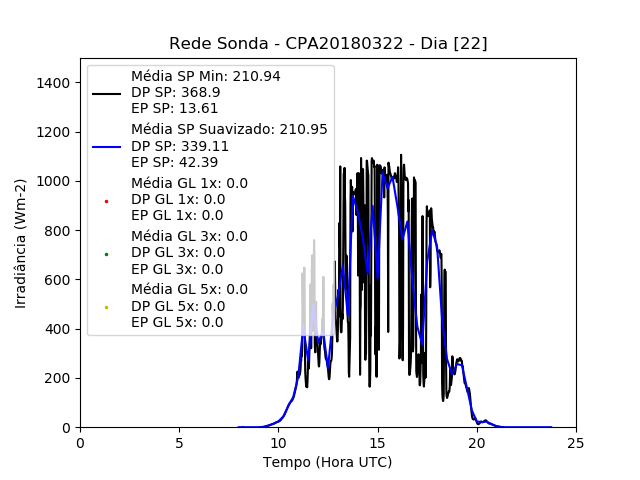 Rede Sonda - CPA20180322 - Dia [22]
Irradiância (Wm-2)
1400
1200
1000
800
600
400
200
0
Média SP Min: 210.94
DP SP: 368.9
EP SP: 13.61
Média SP Suavizado: 210.95
DP SP: 339.11
EP SP: 42.39
Média GL 1x: 0.0
DP GL 1x: 0.0
EP GL 1x: 0.0
Média GL 3x: 0.0
DP GL 3x: 0.0
EP GL 3x: 0.0
Média GL 5x: 0.0
DP GL 5x: 0.0
EP GL 5x: 0.0
0 5 10 15 20 25
Tempo (Hora UTC)